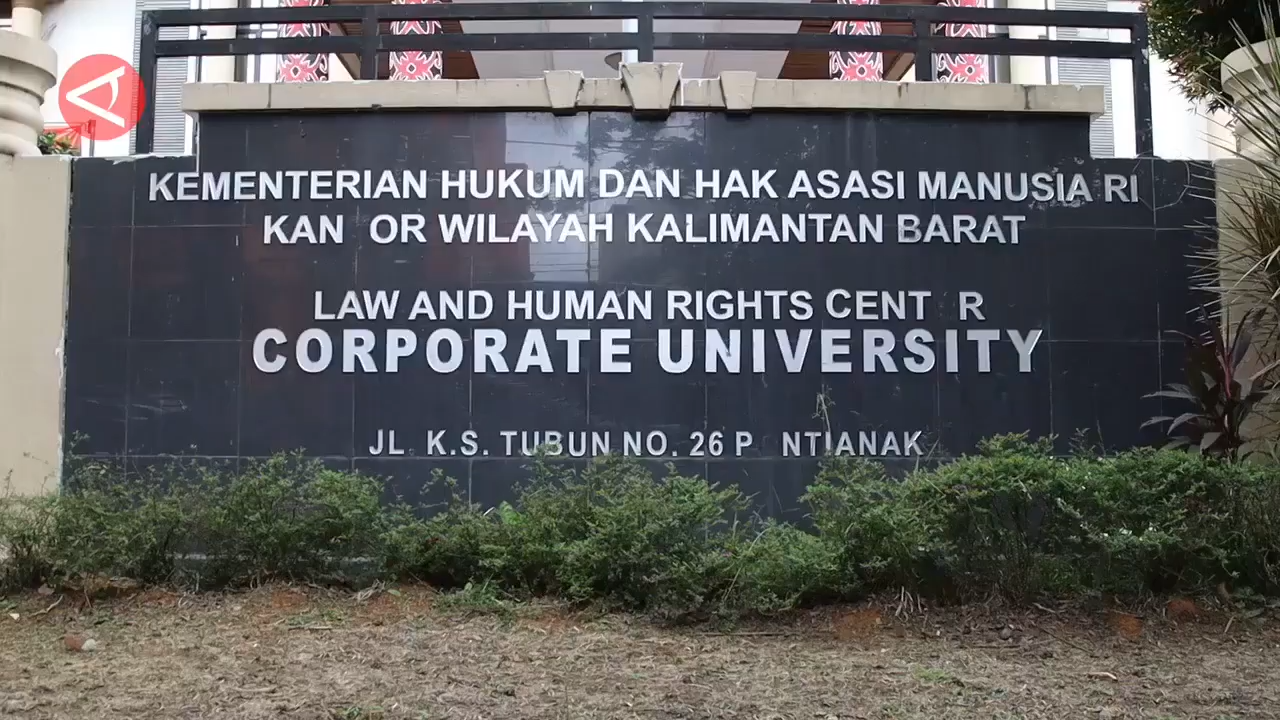 KEMENTERIAN HUKUM DAN HAK ASASI MANUSIA RI
KAN OR WILAYAH KALIMANTAN BARAT
LAW AND HUMAN RIGHTS CENT R
CORPORATE UNIVERSITY
JL K.S. TUBUN NO. 26 P NTIANAK